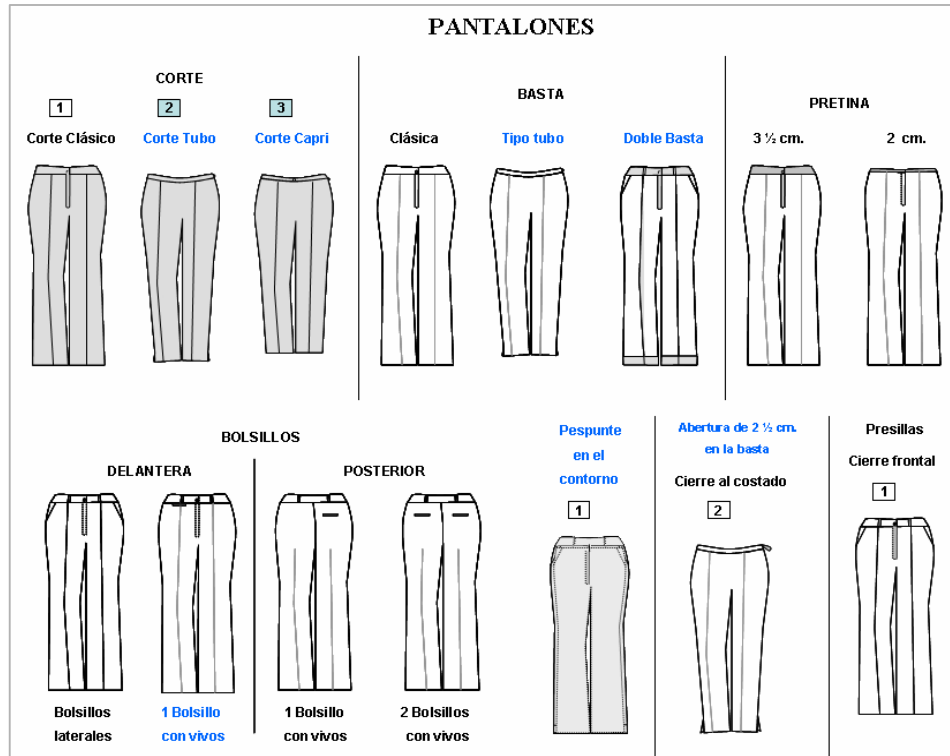 PANTALONES
CORTE
1
2
3
Corte Clásico
Corte Tubo
Corte Capri
BASTA
Clásica
Tipo tubo
Doble Basta
PRETINA
3 ½ cm.
2 cm.
BOLSILLOS
DELANTERA
POSTERIOR
Bolsillos
laterales
1 Bolsillo
con vivos
1 Bolsillo
con vivos
2 Bolsillos
con vivos
Pespunte
en el
contorno
1
Abertura de 2 ½ cm.
en la basta
Cierre al costado
2
Presillas
Cierre frontal
1